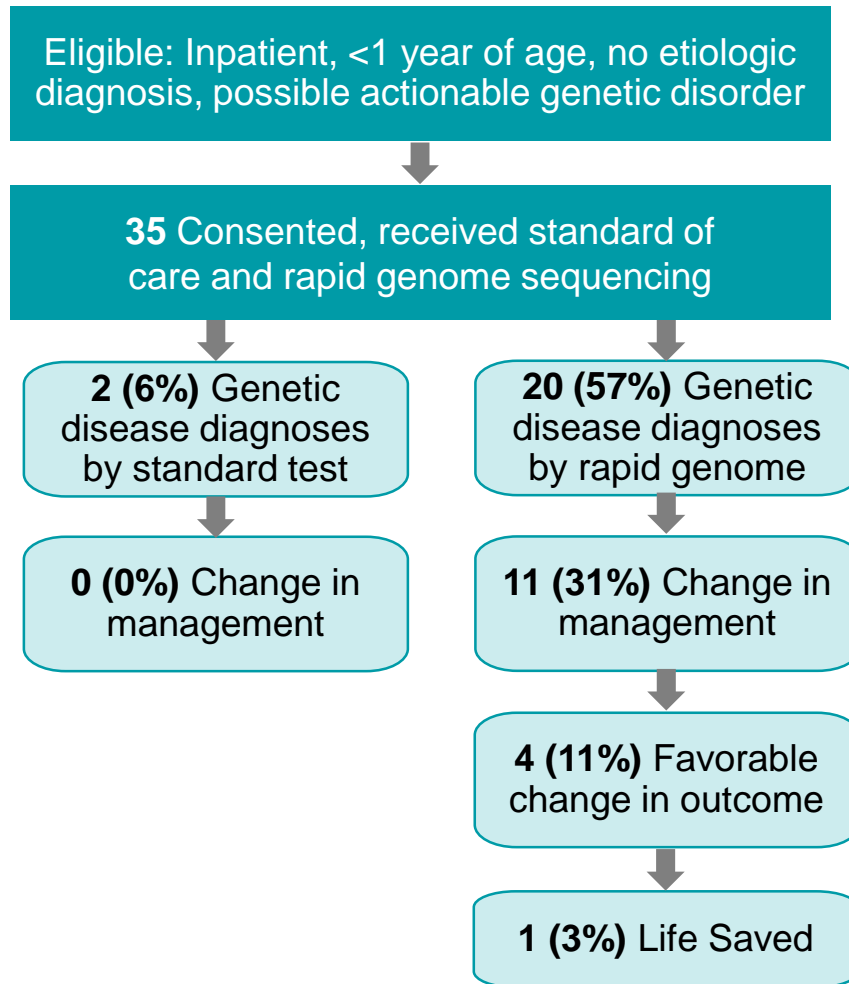 Eligible: Inpatient, <1 year of age, no etiologic
diagnosis, possible actionable genetic disorder
35 Consented, received standard of
care and rapid genome sequencing
2 (6%) Genetic
disease diagnoses
by standard test
20 (57%) Genetic
disease diagnoses
by rapid genome
0 (0%) Change in
management
11 (31%) Change in
management
4 (11%) Favorable
change in outcome
1 (3%) Life Saved